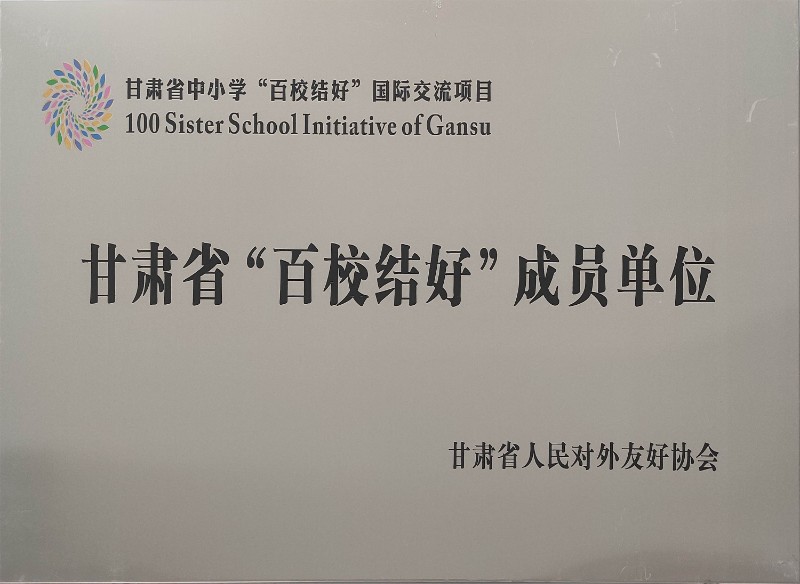 甘肃省中小学“百校结好”国际交流项目
100 Sister School Initiative of Gansu
甘肃省“百校结好”成员单位
甘肃省人民对外友好协会